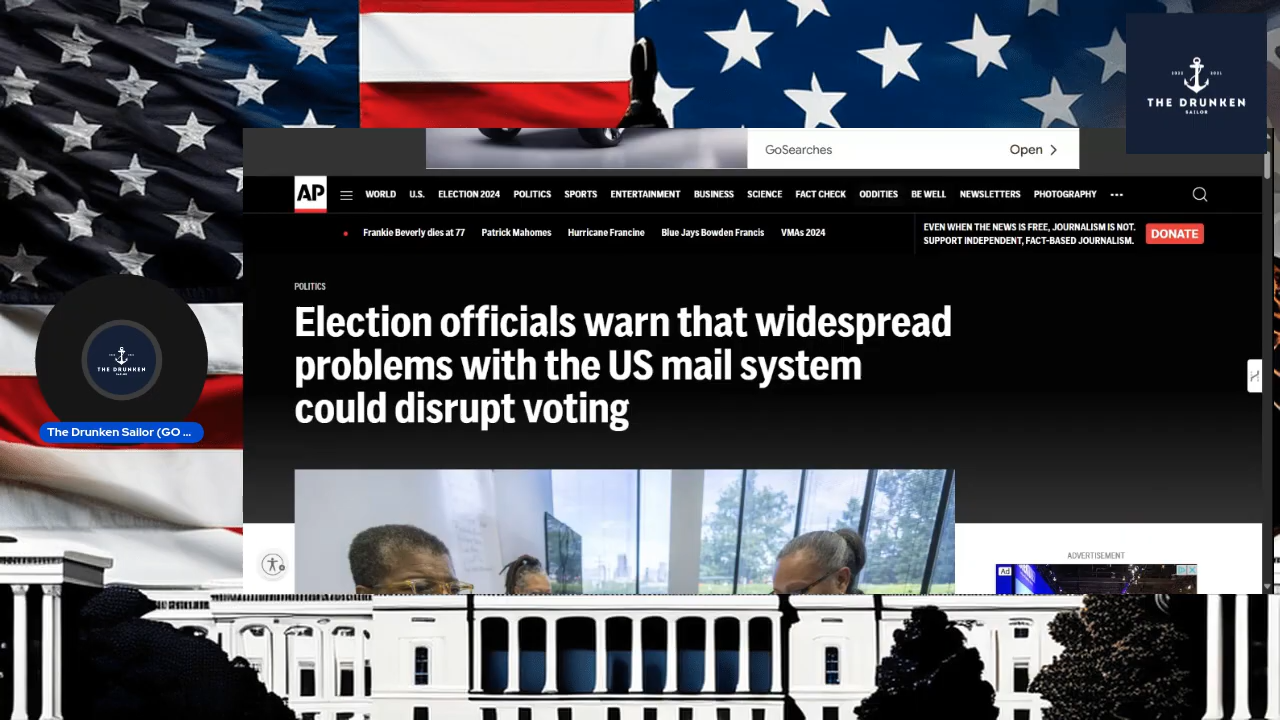 GoSearches
Open
THE DRUNKEN
SAILOR
AP
WORLD U.S. ELECTION 2024 POLITICS SPORTS ENTERTAINMENT BUSINESS SCIENCE FACT CHECK ODDITIES BE WELL NEWSLETTERS PHOTOGRAPHY •••
Frankie Beverly dies at 77 Patrick Mahomes Hurricane Francine Blue Jays Bowden Francis VMAs 2024
EVEN WHEN THE NEWS IS FREE, JOURNALISM IS NOT.
SUPPORT INDEPENDENT, FACT-BASED JOURNALISM.
DONATE
POLITICS
Election officials warn that widespread
problems with the US mail system
could disrupt voting
THE DRUNKEN
SAILOR
The Drunken Sailor (GO ...
ADVERTISEMENT
Ad